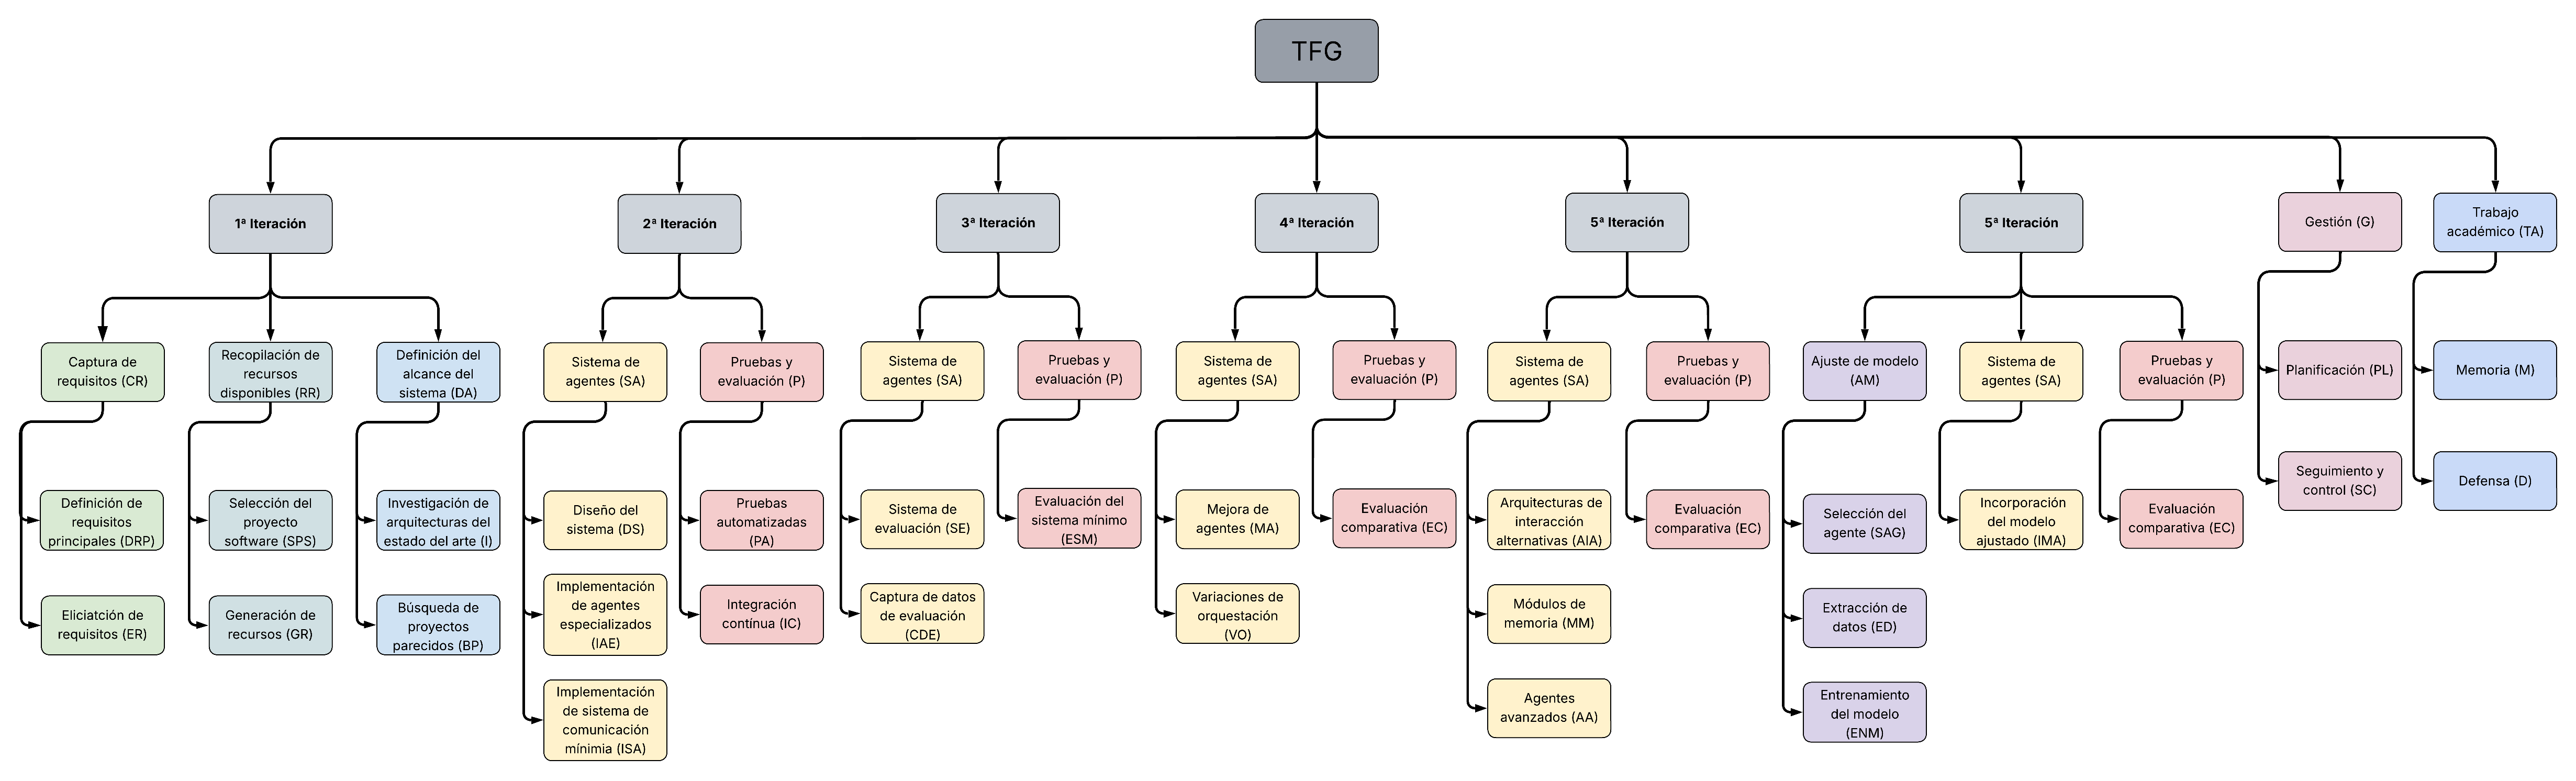 TFG
1ª Iteración
2ª Iteración
3ª Iteración
4ª Iteración
5ª Iteración
5ª Iteración
Gestión (G)
Trabajo
académico (TA)
Captura de
requisitos (CR)
Recopilación de
recursos
disponibles (RR)
Definición del
alcance del
sistema (DA)
Sistema de
agentes (SA)
Pruebas y
evaluación (P)
Sistema de
agentes (SA)
Pruebas y
evaluación (P)
Sistema de
agentes (SA)
Pruebas y
evaluación (P)
Sistema de
agentes (SA)
Pruebas y
evaluación (P)
Ajuste de modelo
(AM)
Sistema de
agentes (SA)
Pruebas y
evaluación (P)
Planificación (PL)
Memoria (M)
Definición de
requisitos
principales (DRP)
Selección del
proyecto
software (SPS)
Investigación de
arquitecturas del
estado del arte (I)
Diseño del
sistema (DS)
Pruebas
automatizadas
(PA)
Sistema de
evaluación (SE)
Evaluación del
sistema mínimo
(ESM)
Mejora de
agentes (MA)
Evaluación
comparativa (EC)
Arquitecturas de
interacción
alternativas (AIA)
Evaluación
comparativa (EC)
Selección del
agente (SAG)
Incorporación
del modelo
ajustado (IMA)
Evaluación
comparativa (EC)
Seguimiento y
control (SC)
Defensa (D)
Eliciatción de
requisitos (ER)
Generación de
recursos (GR)
Búsqueda de
proyectos
parecidos (BP)
Implementación
de agentes
especializados
(IAE)
Integración
contínua (IC)
Captura de datos
de evaluación
(CDE)
Variaciones de
orquestación
(VO)
Módulos de
memoria (MM)
Extracción de
datos (ED)
Implementación
de sistema de
comunicación
mínimia (ISA)
Agentes
avanzados (AA)
Entrenamiento
del modelo
(ENM)